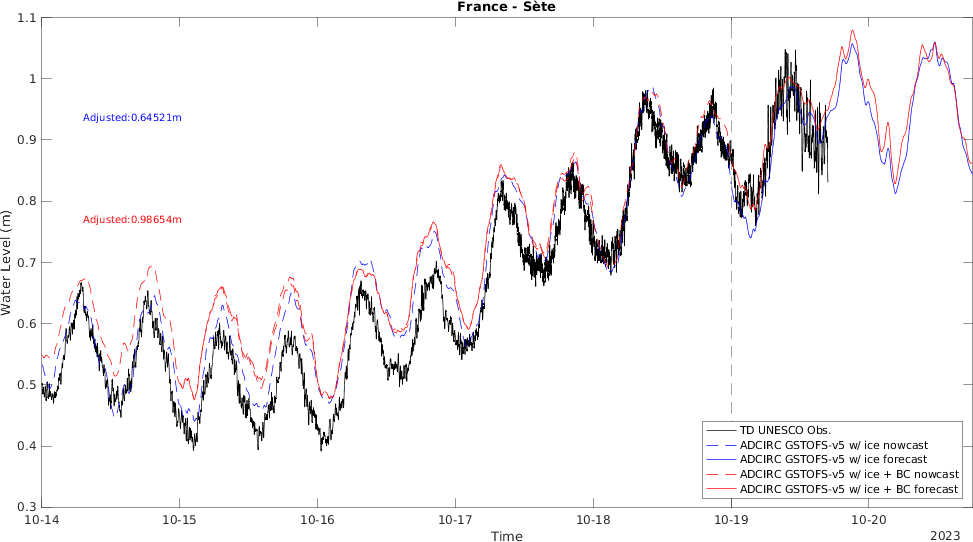 France - Sète
1.1
1
0.9
0.8
0.7
0.6
0.5
0.4
0.3
Water Level (m)
Adjusted:0.64521m
Adjusted:0.98654m
TD UNESCO Obs.
ADCIRC GSTOFS-v5 w/ ice nowcast
ADCIRC GSTOFS-v5 w/ ice forecast
ADCIRC GSTOFS-v5 w/ ice + BC nowcast
ADCIRC GSTOFS-v5 w/ ice + BC forecast
10-14 10-15 10-16 10-17 10-18 10-19 10-20
Time
2023